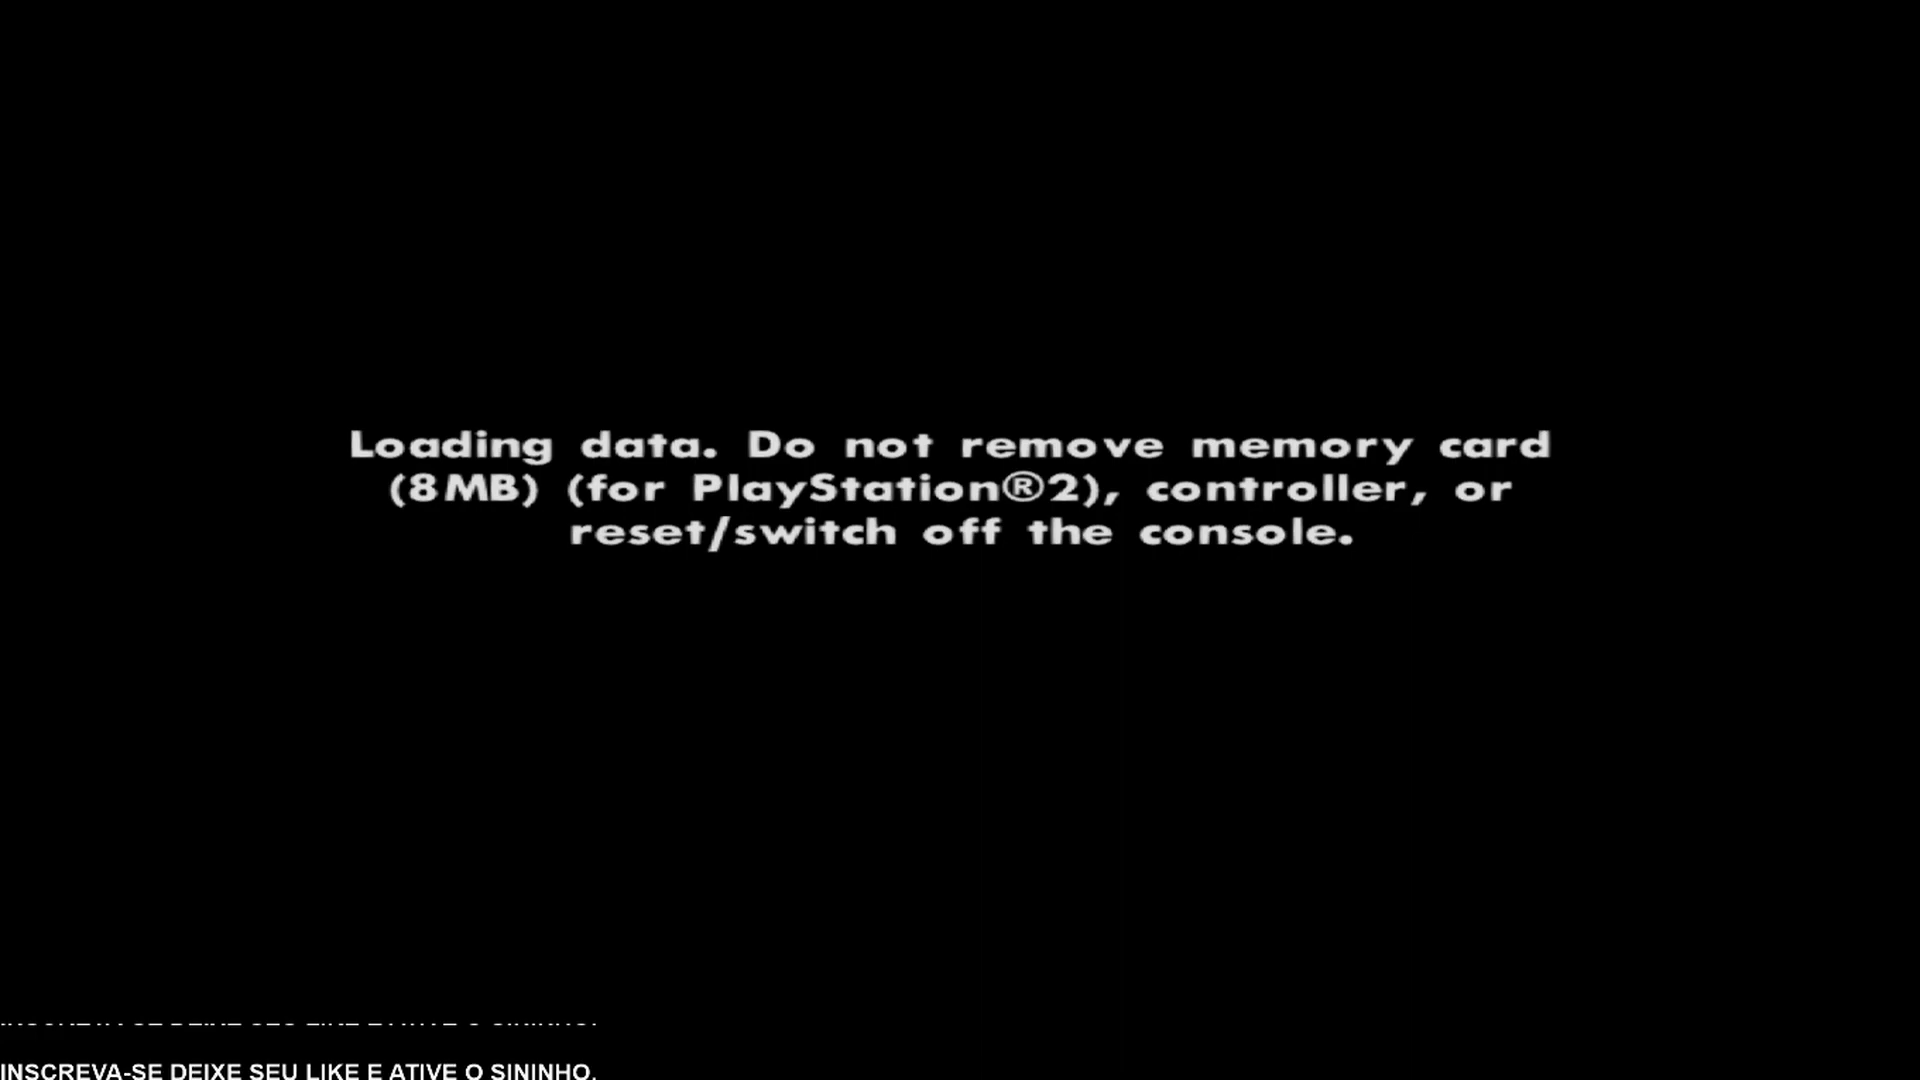 Loading data. Do not remove memory card
(8MB) (for PlayStation®2), controller, or
reset/switch off the console.
INSCREVA-SE DEIXE SEU LIKE E ATIVE O SININHO.